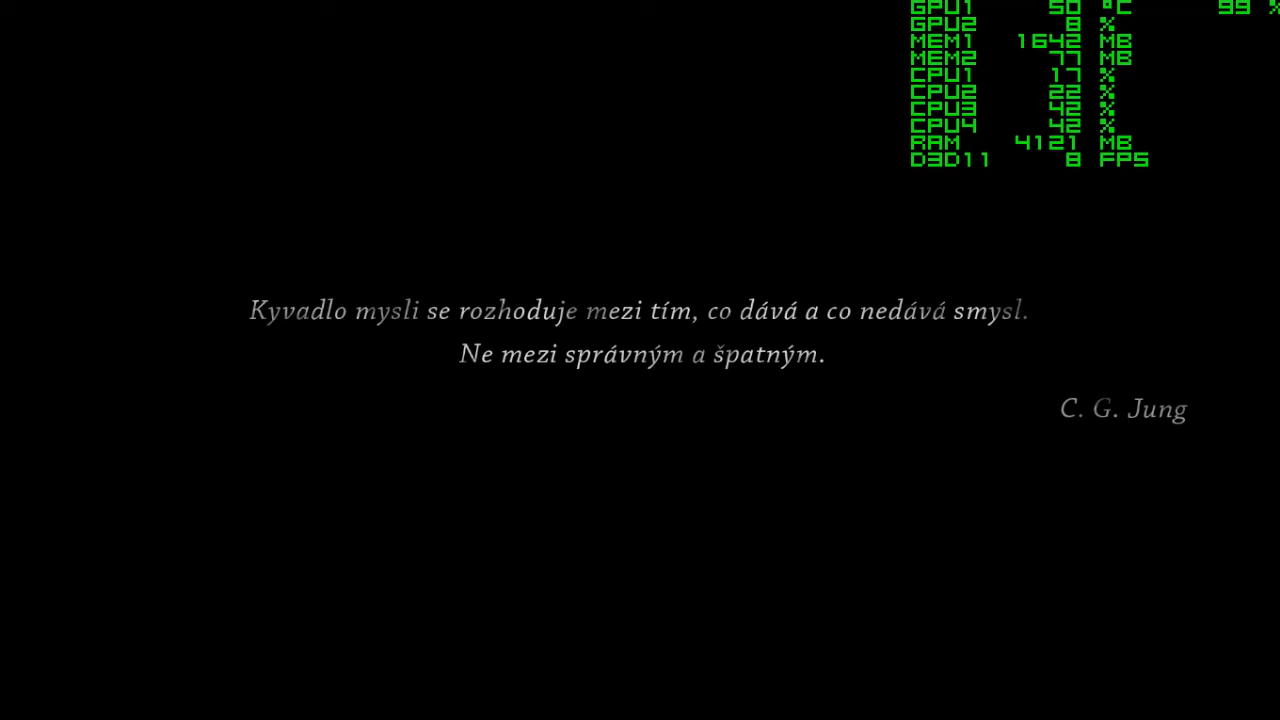 GPU1 50 °C 99 %
GPU2 8 %
MEM1 1642 MB
MEM2 77 MB
CPU1 17 %
CPU2 22 %
CPU3 42 %
CPU4 42 %
RAM 4121 MB
D3D11 8 FPS
Kyvadlo mysli se rozhoduje mezi tím, co dává a co nedává smysl.
Ne mezi správným a špatným.
C. G. Jung